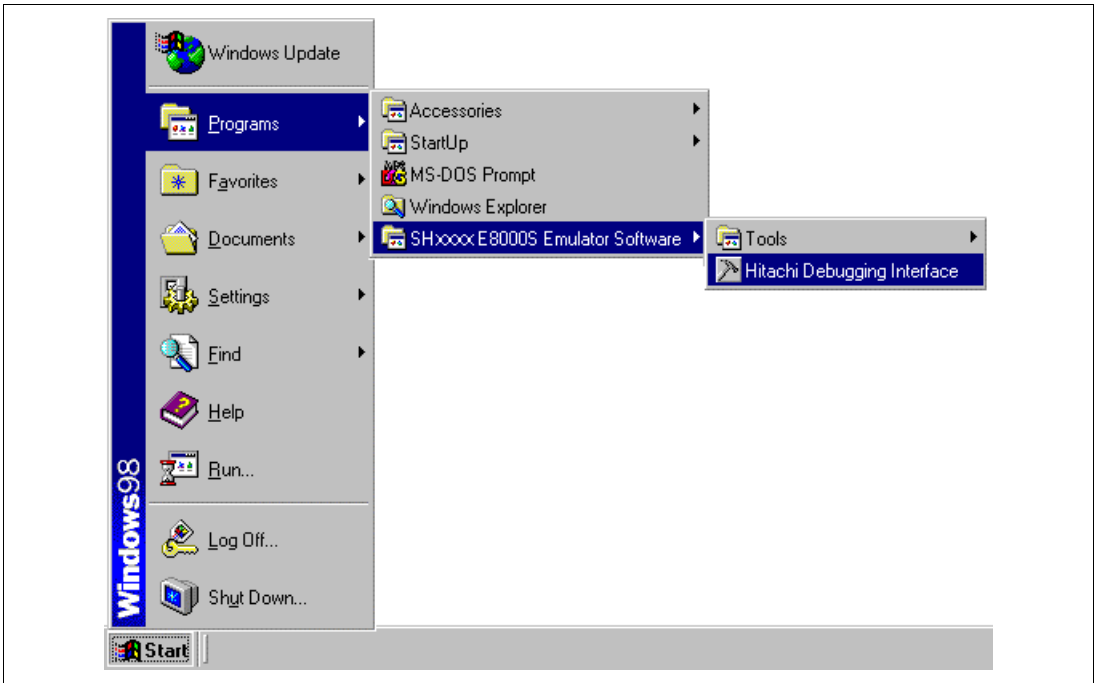 Windows Update
Programs
Favorites
Documents
Settings
Find
Help
Run...
Log Off...
Shut Down...
Windows98
Start
Accessories
StartUp
MS-DOS Prompt
Windows Explorer
SHxxxx E8000S Emulator Software
Tools
Hitachi Debugging Interface